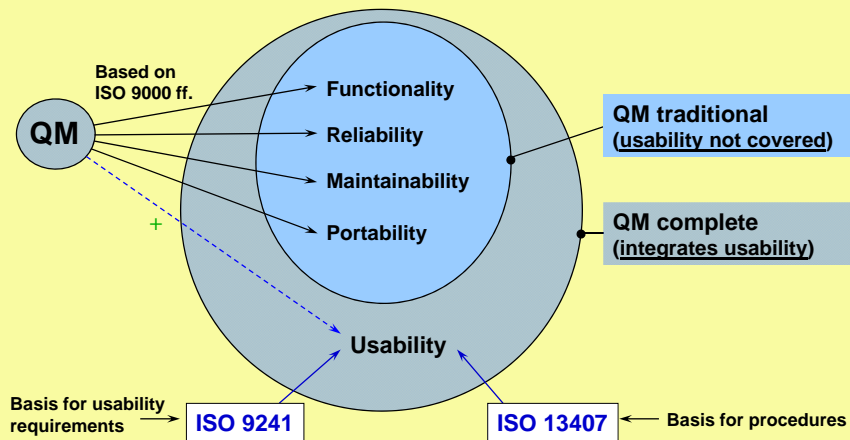 Based on
ISO 9000 ff.
QM
Functionality
Reliability
Maintainability
Portability
QM traditional
(usability not covered)
QM complete
(integrates usability)
+
Usability
Basis for usability
requirements
ISO 9241
ISO 13407
Basis for procedures